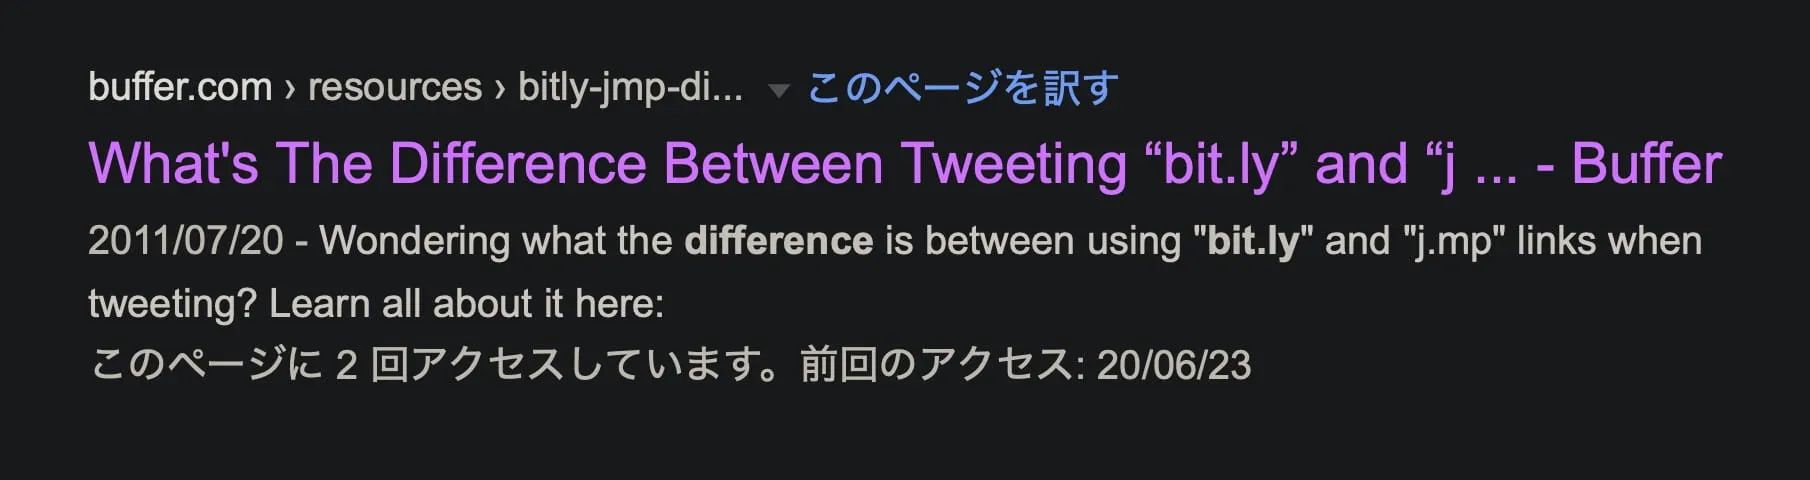 buffer.com › resources › bitly-jmp-di... ▼ このページを訳す
What's The Difference Between Tweeting “bit.ly” and “j ... - Buffer
2011/07/20 - Wondering what the difference is between using "bit.ly" and "j.mp" links when
tweeting? Learn all about it here:
このページに 2 回アクセスしています。前回のアクセス: 20/06/23